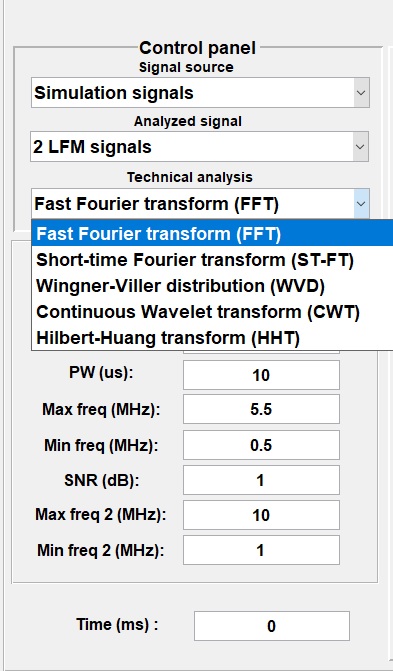 Control panel
Signal source
Simulation signals
Analyzed signal
2 LFM signals
Technical analysis
Fast Fourier transform (FFT)
Fast Fourier transform (FFT)
Short-time Fourier transform (ST-FT)
Wingner-Viller distribution (WVD)
Continuous Wavelet transform (CWT)
Hilbert-Huang transform (HHT)
PW (us): 10
Max freq (MHz): 5.5
Min freq (MHz): 0.5
SNR (dB): 1
Max freq 2 (MHz): 10
Min freq 2 (MHz): 1
Time (ms) : 0